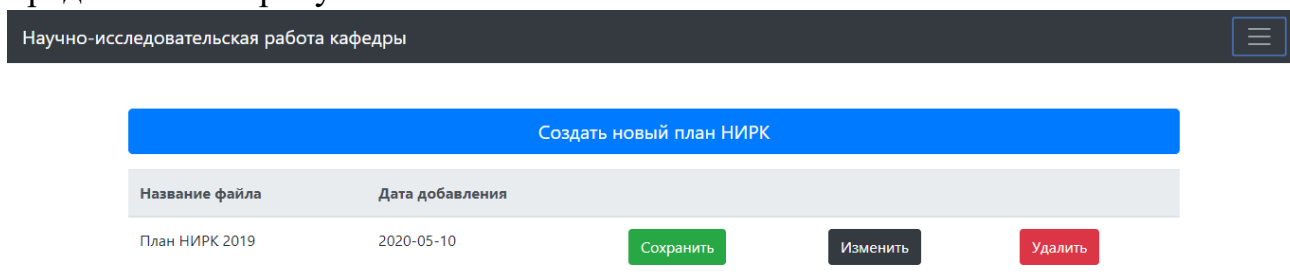 Научно-исследовательская работа кафедры
Создать новый план НИРК
Название файла Дата добавления
План НИРК 2019 2020-05-10 Сохранить Изменить Удалить